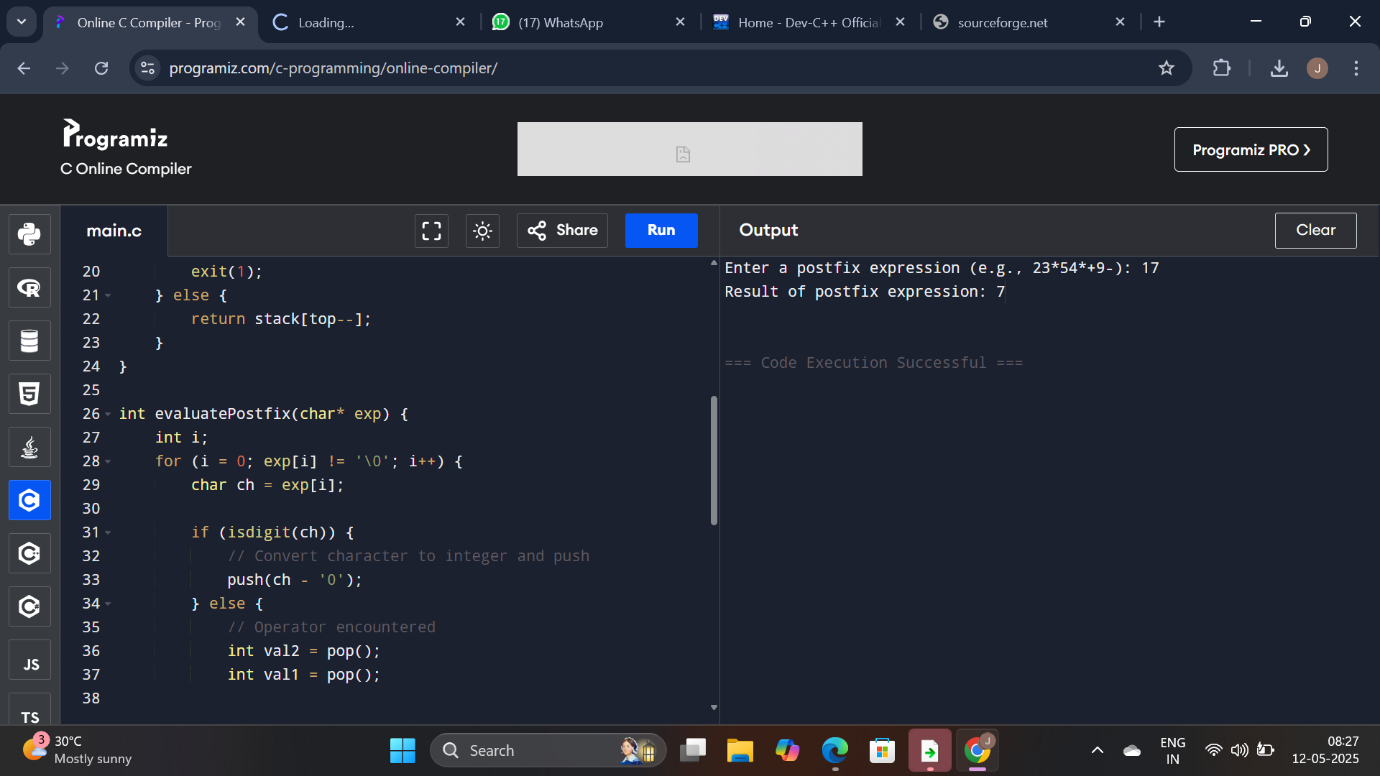 Online C Compiler - Prog
Loading...
(17) WhatsApp
Home - Dev-C++ Official
sourceforge.net
programiz.com/c-programming/online-compiler/
J
Programiz
C Online Compiler
Programiz PRO
main.c
Share
Run
Output
Clear
20 exit(1);
21 } else {
22 return stack[top--];
23 }
24 }
25
26 int evaluatePostfix(char* exp) {
27 int i;
28 for (i = 0; exp[i] != '\0'; i++) {
29 char ch = exp[i];
30
31 if (isdigit(ch)) {
32 // Convert character to integer and push
33 push(ch - '0');
34 } else {
35 // Operator encountered
36 int val2 = pop();
37 int val1 = pop();
38
Enter a postfix expression (e.g., 23*54*+9-): 17
Result of postfix expression: 7
=== Code Execution Successful ===
JS
TS
3
30°C
Mostly sunny
Search
J
ENG
IN
08:27
12-05-2025